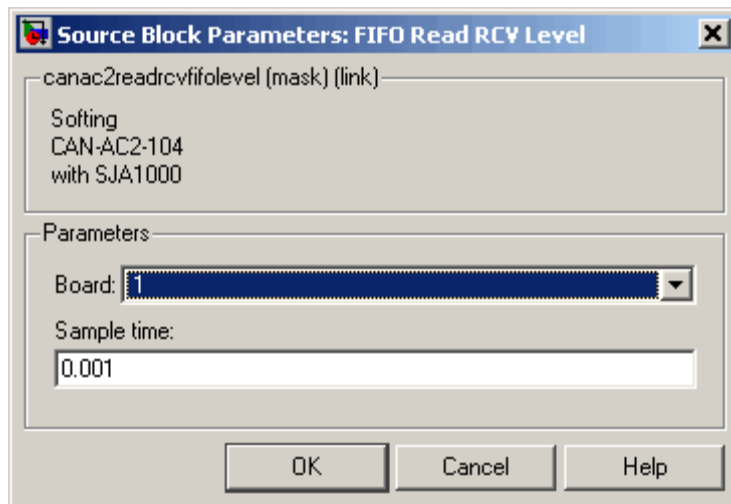 Source Block Parameters: FIFO Read RCV Level
canac2readrcvfifolevel (mask) (link)
Softing
CAN-AC2-104
with SJA1000
Parameters
Board: 1
Sample time:
0.001
OK Cancel Help